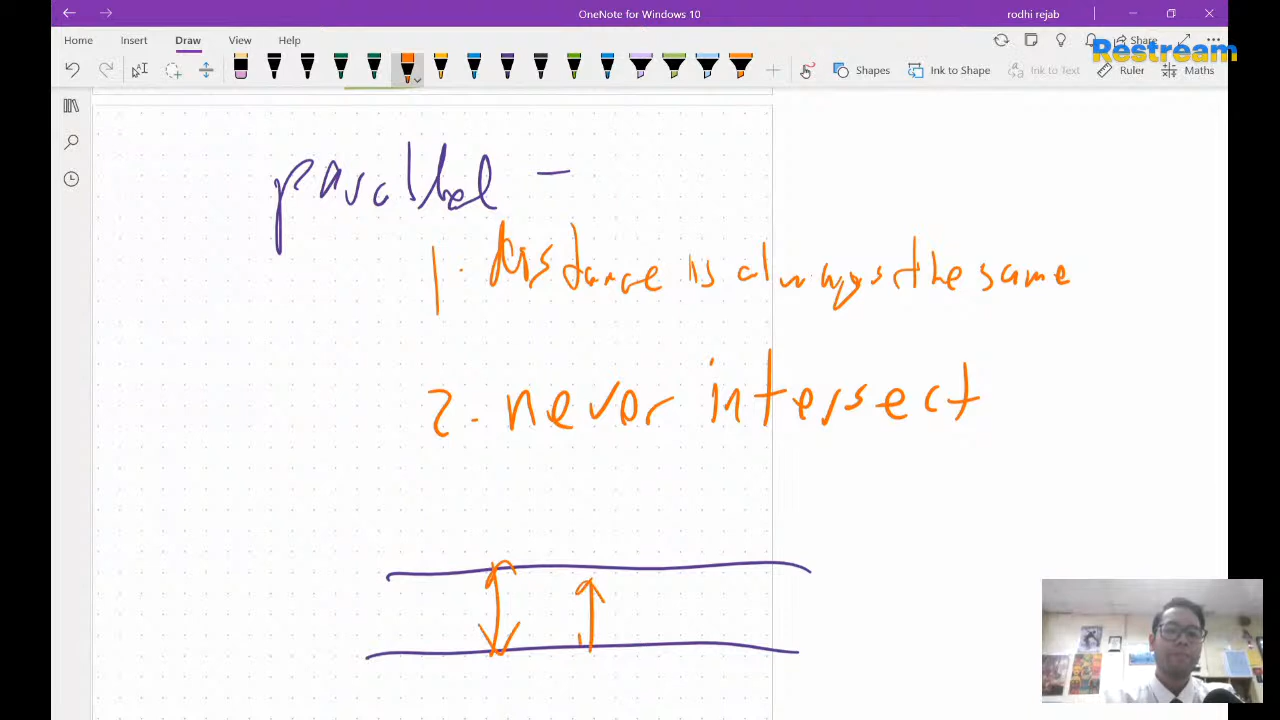 OneNote for Windows 10
rodhi rejab
Home Insert Draw View Help
Share
Restream
Shapes
Ink to Shape
Ink to Text
Ruler
Maths
parallel -
1. distance is always the same
2. never intersect